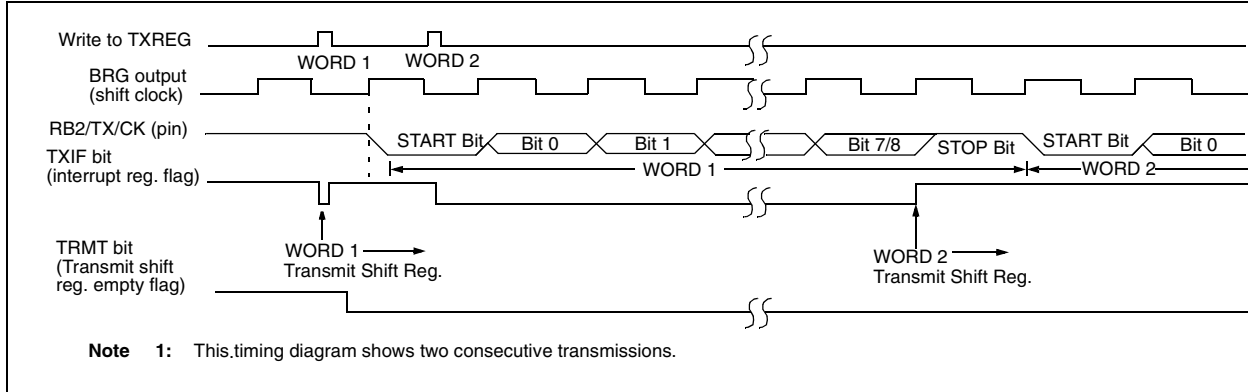 Write to TXREG
WORD 1
WORD 2
BRG output
(shift clock)
RB2/TX/CK (pin)
START Bit
Bit 0
Bit 1
Bit 7/8
STOP Bit
START Bit
Bit 0
WORD 1
WORD 2
TXIF bit
(interrupt reg. flag)
WORD 1
Transmit Shift Reg.
WORD 2
Transmit Shift Reg.
TRMT bit
(Transmit shift
reg. empty flag)
Note 1: This.timing diagram shows two consecutive transmissions.